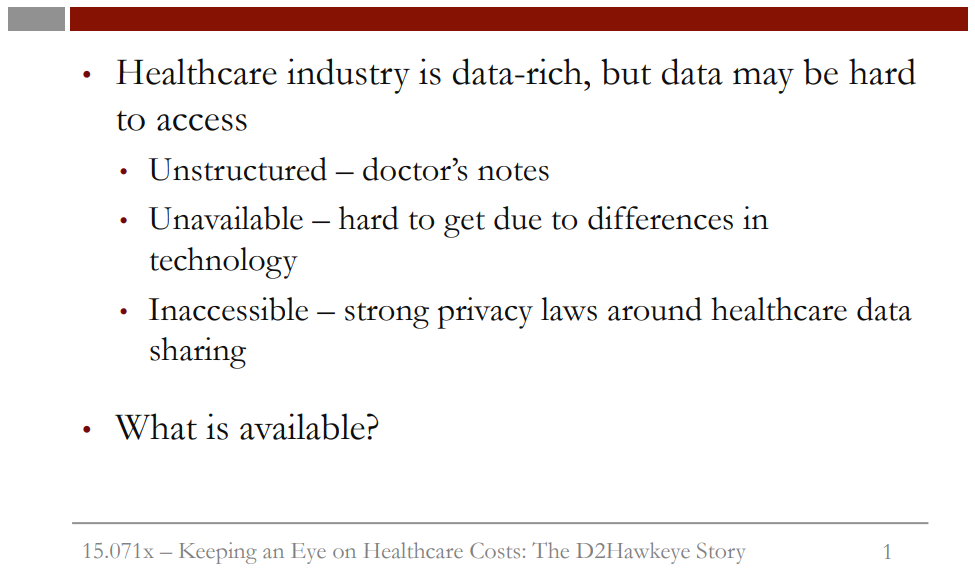 • Healthcare industry is data-rich, but data may be hard
to access
• Unstructured – doctor’s notes
• Unavailable – hard to get due to differences in
technology
• Inaccessible – strong privacy laws around healthcare data
sharing
• What is available?
15.071x – Keeping an Eye on Healthcare Costs: The D2Hawkeye Story 1